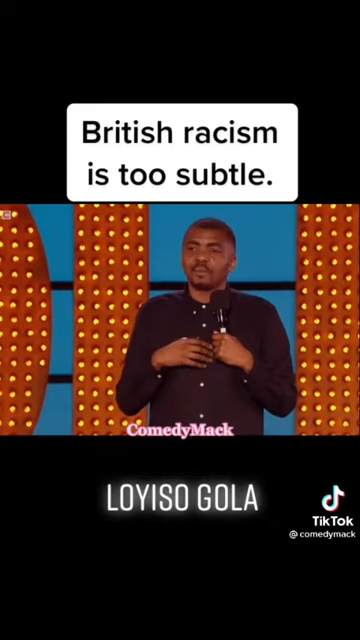 British racism
is too subtle.
ComedyMack
LOYISO GOLA
TikTok
@ comedymack